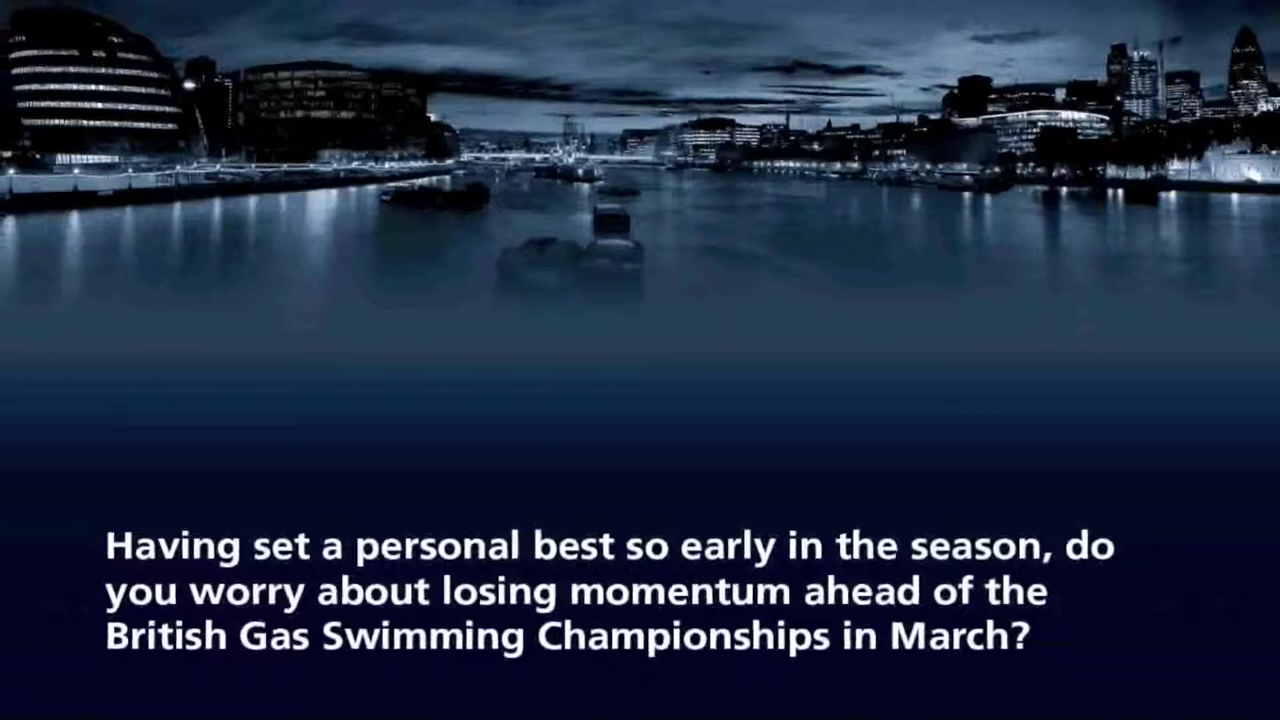 Having set a personal best so early in the season, do
you worry about losing momentum ahead of the
British Gas Swimming Championships in March?